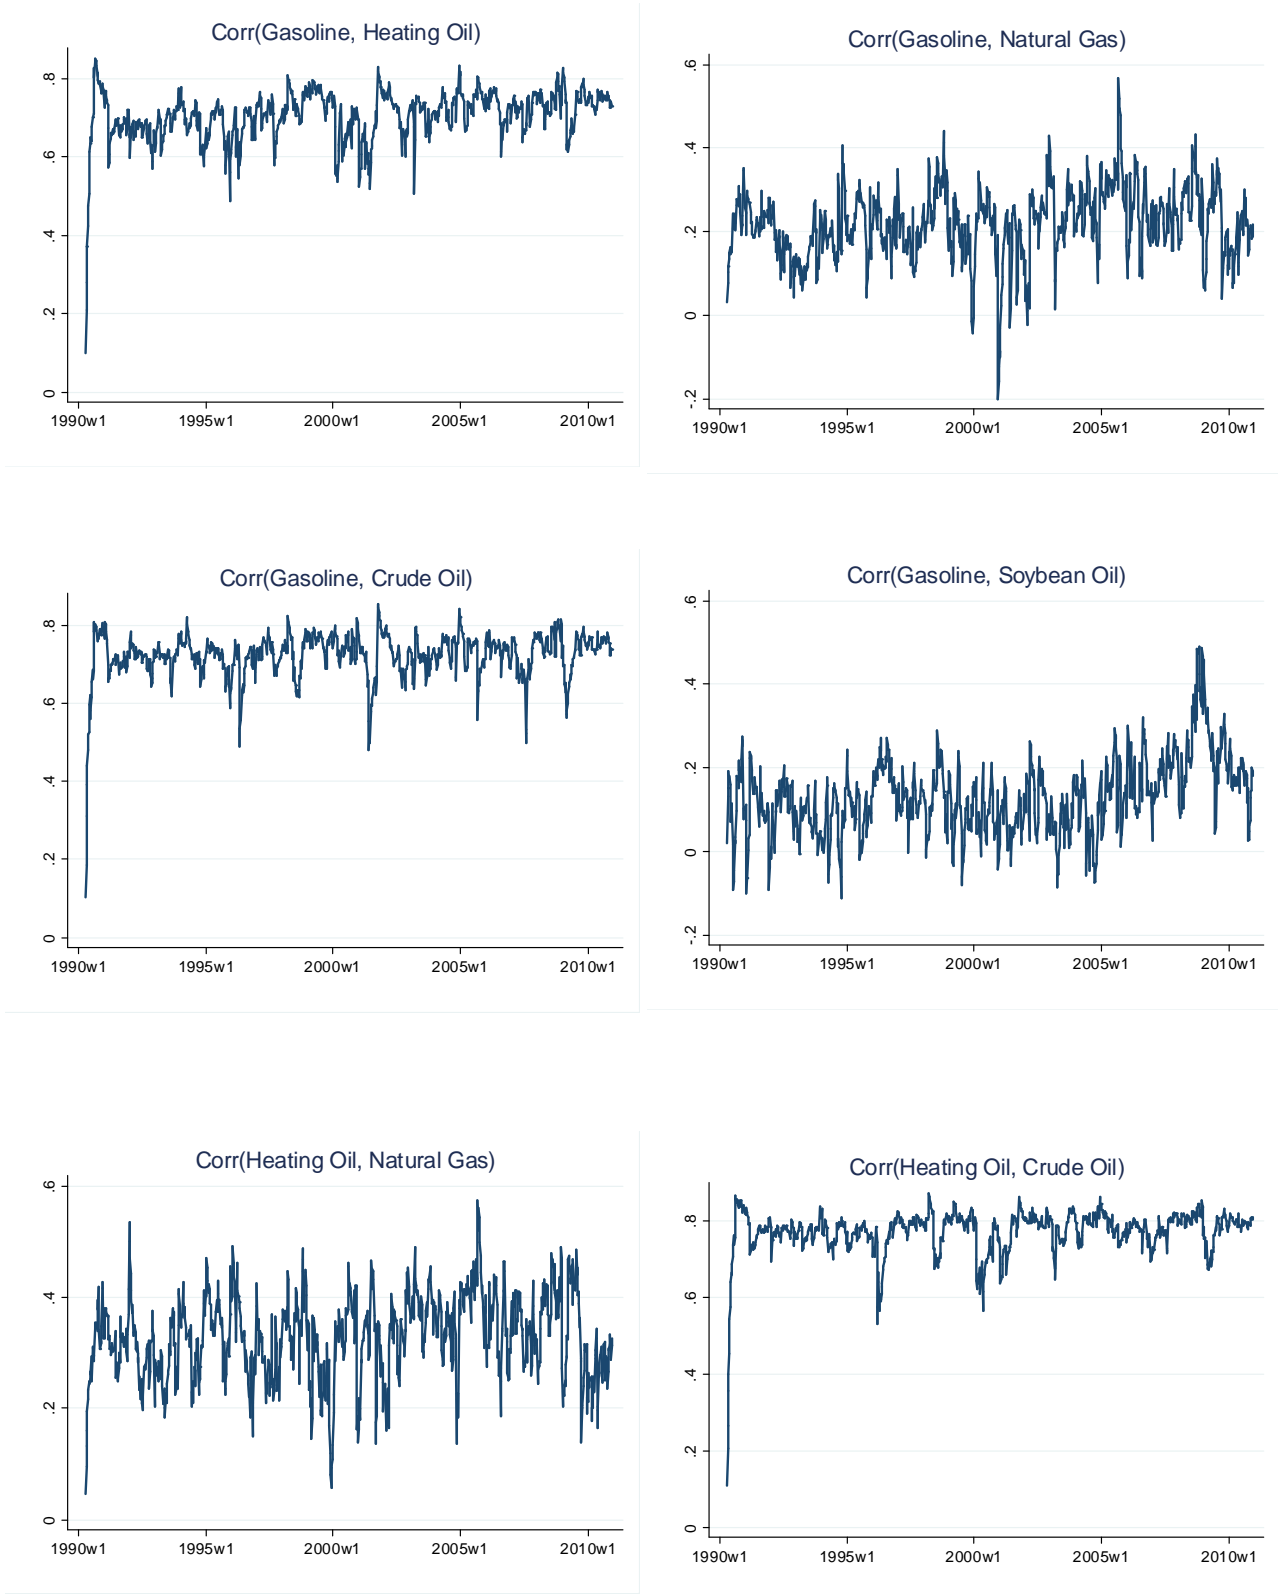 Corr(Gasoline, Heating Oil)
.8
.6
.4
.2
0
1990w1 1995w1 2000w1 2005w1 2010w1
Corr(Gasoline, Natural Gas)
.6
.4
.2
0
-.2
1990w1 1995w1 2000w1 2005w1 2010w1
Corr(Gasoline, Crude Oil)
.8
.6
.4
.2
0
1990w1 1995w1 2000w1 2005w1 2010w1
Corr(Gasoline, Soybean Oil)
.6
.4
.2
0
-.2
1990w1 1995w1 2000w1 2005w1 2010w1
Corr(Heating Oil, Natural Gas)
.6
.4
.2
0
1990w1 1995w1 2000w1 2005w1 2010w1
Corr(Heating Oil, Crude Oil)
.8
.6
.4
.2
0
1990w1 1995w1 2000w1 2005w1 2010w1